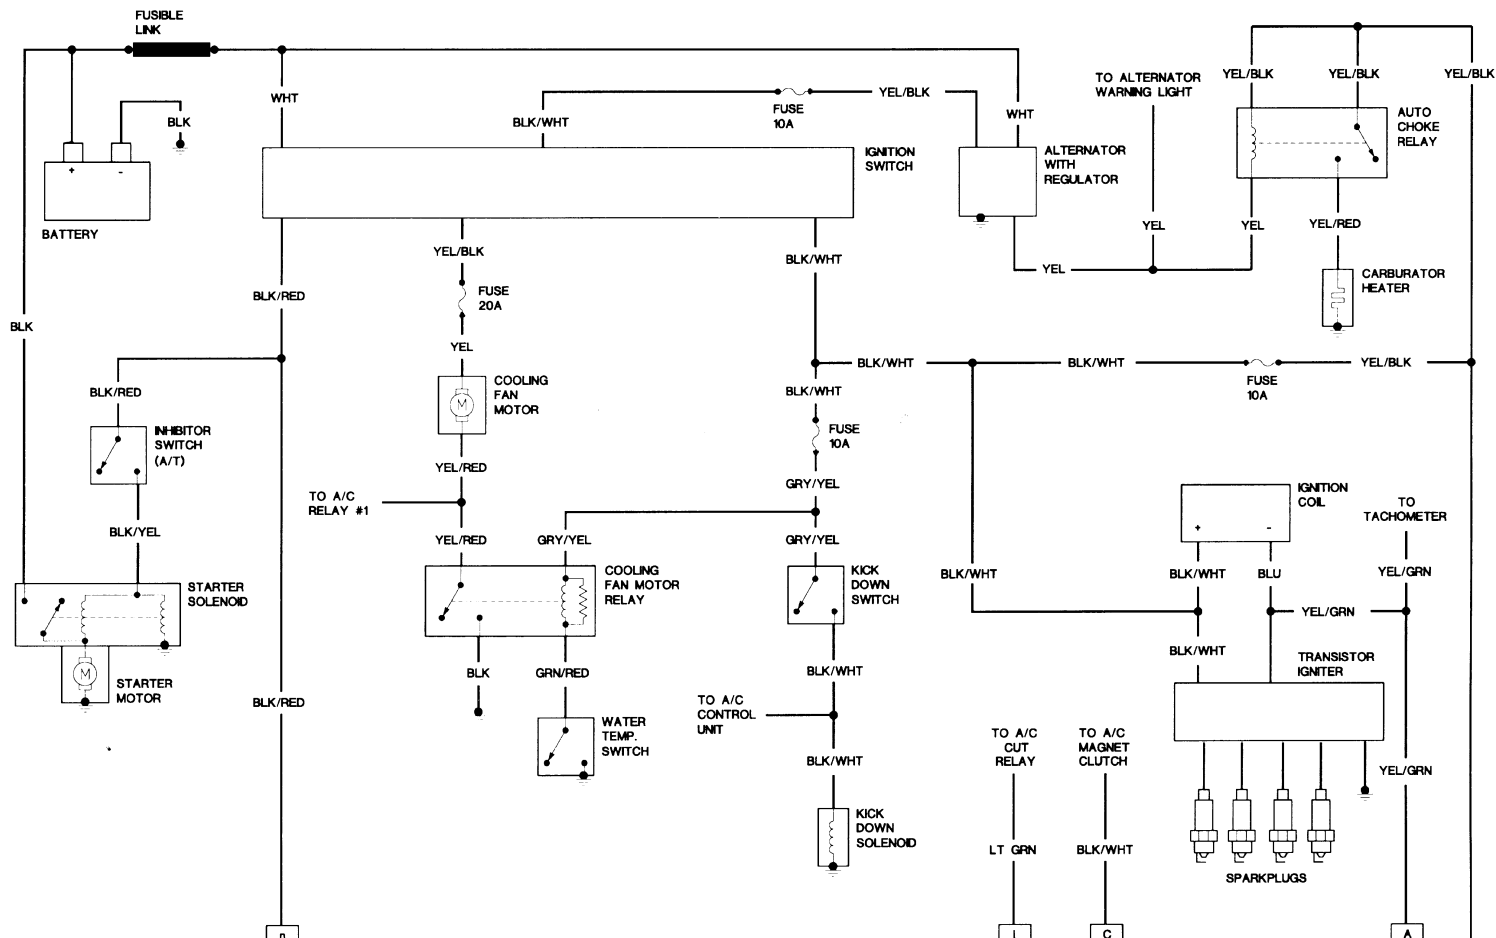 FUSIBLE
LINK
WHT
BLK
+
-
BATTERY
BLK/WHT
FUSE
10A
YEL/BLK
WHT
IGNITION
SWITCH
ALTERNATOR
WITH
REGULATOR
TO ALTERNATOR
WARNING LIGHT
YEL/BLK
YEL/BLK
YEL/BLK
AUTO
CHOKE
RELAY
YEL
YEL
YEL
YEL/RED
CARBURATOR
HEATER
BLK/RED
YEL/BLK
FUSE
20A
YEL
BLK/WHT
BLK
BLK/RED
INHIBITOR
SWITCH
(A/T)
BLK/YEL
STARTER
SOLENOID
M
STARTER
MOTOR
BLK/RED
M
COOLING
FAN
MOTOR
YEL/RED
TO A/C
RELAY #1
YEL/RED
GRY/YEL
COOLING
FAN MOTOR
RELAY
BLK
GRN/RED
WATER
TEMP.
SWITCH
BLK/WHT
BLK/WHT
FUSE
10A
YEL/BLK
BLK/WHT
FUSE
10A
GRY/YEL
GRY/YEL
KICK
DOWN
SWITCH
BLK/WHT
TO A/C
CONTROL
UNIT
BLK/WHT
KICK
DOWN
SOLENOID
BLK/WHT
IGNITION
COIL
+
-
BLK/WHT
BLU
TO
TACHOMETER
YEL/GRN
YEL/GRN
BLK/WHT
TRANSISTOR
IGNITER
YEL/GRN
SPARKPLUGS
TO A/C
CUT
RELAY
LT GRN
TO A/C
MAGNET
CLUTCH
BLK/WHT
C
A